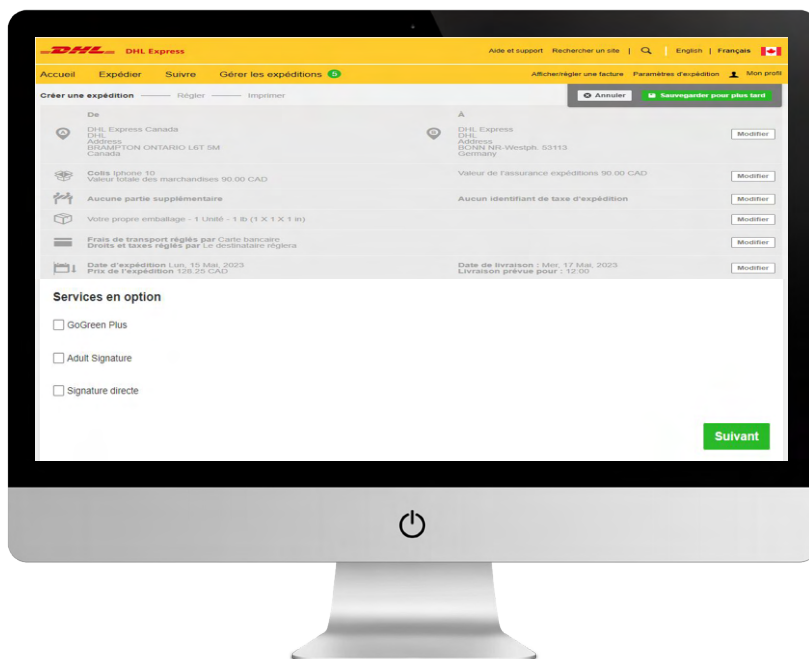 DHL DHL Express
Aide et support Rechercher un site | English | Français
Accueil Expédier Suivre Gérer les expéditions 5
Afficher/régler une facture Paramètres d'expédition Mon profil
Créer une expédition Régler Imprimer
Annuler Sauvegarder pour plus tard
De
DHL Express Canada
DHL
Address
BRAMPTON ONTARIO L6T 5M
Canada
À
DHL Express
DHL
Address
BONN NR-Westph. 53113
Germany
Modifier
Colis Iphone 10
Valeur totale des marchandises 90.00 CAD
Valeur de l'assurance expéditions 90.00 CAD
Modifier
Aucune partie supplémentaire
Aucun identifiant de taxe d'expédition
Modifier
Votre propre emballage - 1 Unité - 1 lb (1 X 1 X 1 in)
Modifier
Frais de transport réglés par Carte bancaire
Droits et taxes réglés par Le destinataire réglera
Modifier
Date d'expédition Lun, 15 Mai, 2023
Prix de l'expédition 128.25 CAD
Date de livraison : Mer, 17 Mai, 2023
Livraison prévue pour : 12:00
Modifier
Services en option
GoGreen Plus
Adult Signature
Signature directe
Suivant